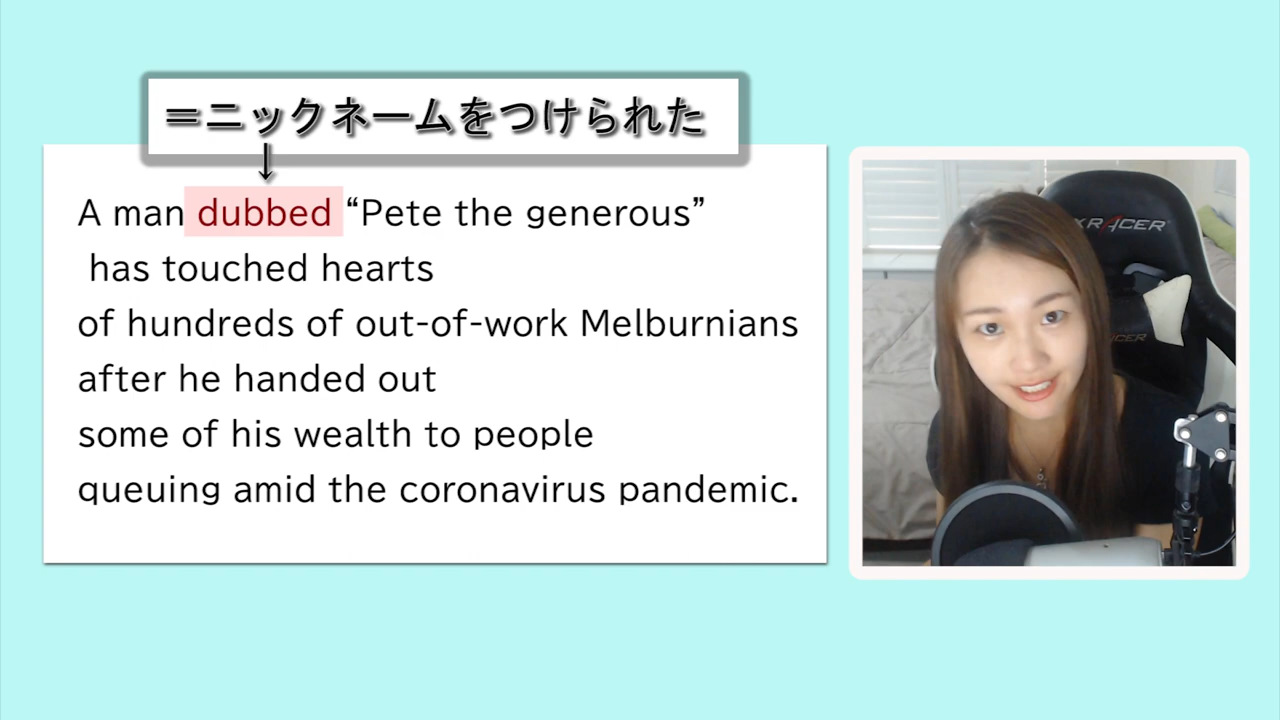 ＝ニックネームをつけられた
↓
A man dubbed “Pete the generous”
has touched hearts
of hundreds of out-of-work Melburnians
after he handed out
some of his wealth to people
queuing amid the coronavirus pandemic.
XRACER